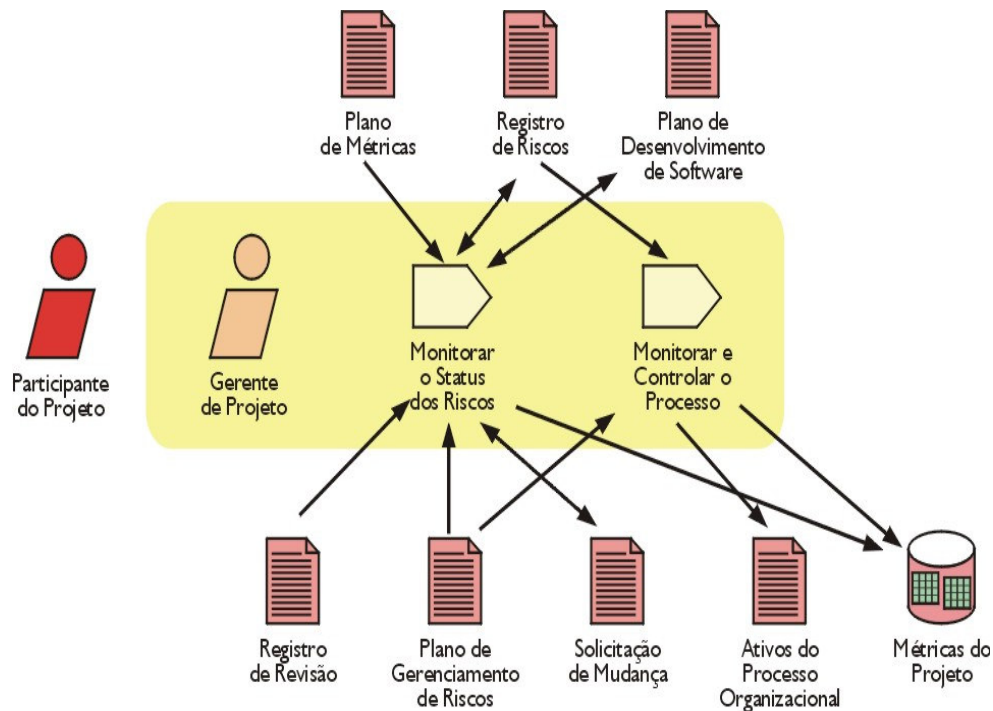 Plano
de Métricas
Registro
de Riscos
Plano de
Desenvolvimento
de Software
Participante
do Projeto
Gerente
de Projeto
Monitorar
o Status
dos Riscos
Monitorar e
Controlar o
Processo
Registro
de Revisão
Plano de
Gerenciamento
de Riscos
Solicitação
de Mudança
Ativos do
Processo
Organizacional
Métricas do
Projeto